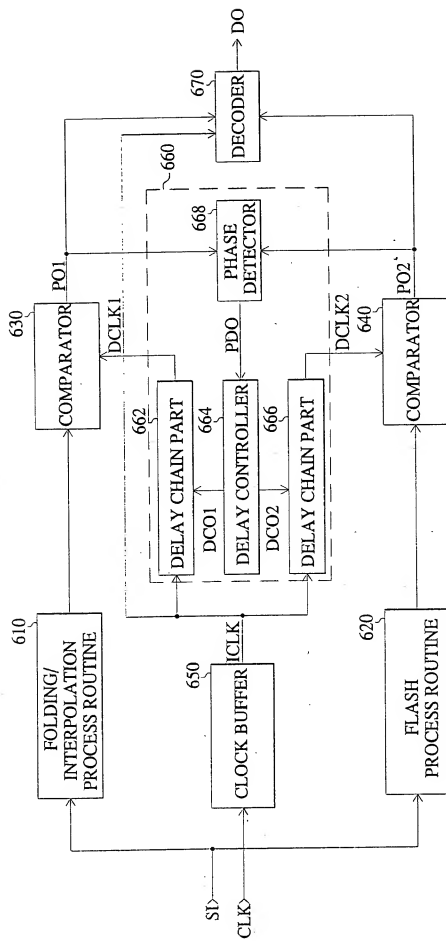 SI
CLK
610
FOLDING/
INTERPOLATION
PROCESS ROUTINE
650
CLOCK BUFFER
ICLK
620
FLASH
PROCESS ROUTINE
630
COMPARATOR
PO1
DCLK1
662
DELAY CHAIN PART
DCO1
664
DELAY CONTROLLER
DCO2
666
DELAY CHAIN PART
PDO
668
PHASE
DETECTOR
660
DCLK2
640
COMPARATOR
PO2
670
DECODER
DO